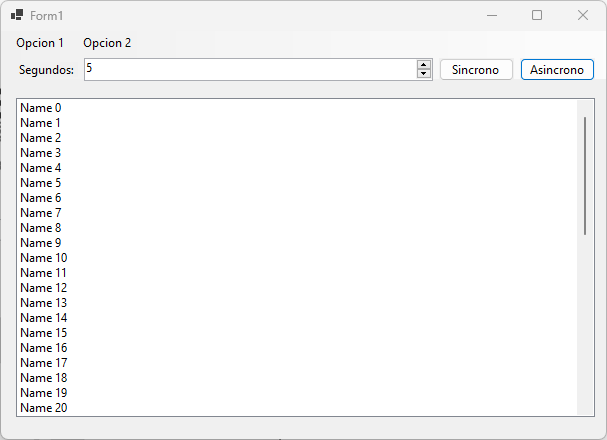 Form1
Opcion 1 Opcion 2
Segundos: 5 Sincrono Asincrono
Name 0
Name 1
Name 2
Name 3
Name 4
Name 5
Name 6
Name 7
Name 8
Name 9
Name 10
Name 11
Name 12
Name 13
Name 14
Name 15
Name 16
Name 17
Name 18
Name 19
Name 20